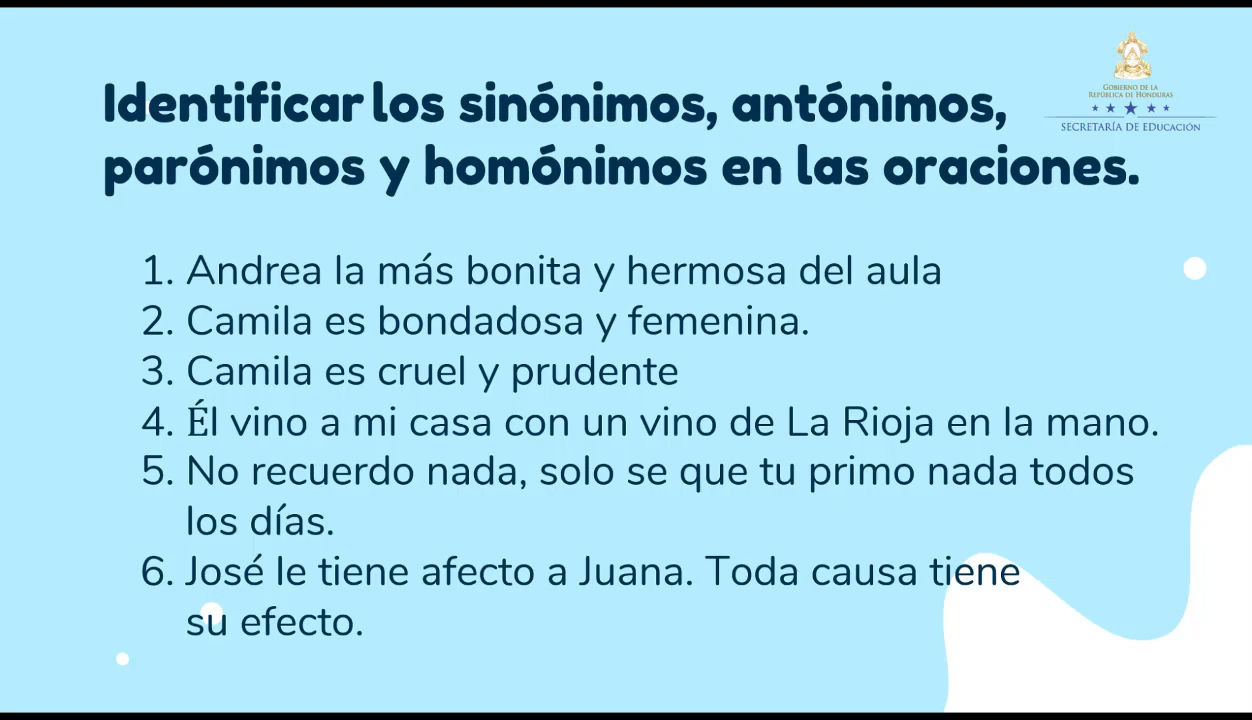 Identificar los sinónimos, antónimos,
parónimos y homónimos en las oraciones.
GOBIERNO DE LA
REPÚBLICA DE HONDURAS
SECRETARÍA DE EDUCACIÓN
1. Andrea la más bonita y hermosa del aula
2. Camila es bondadosa y femenina.
3. Camila es cruel y prudente
4. Él vino a mi casa con un vino de La Rioja en la mano.
5. No recuerdo nada, solo se que tu primo nada todos
los días.
6. José le tiene afecto a Juana. Toda causa tiene
su efecto.